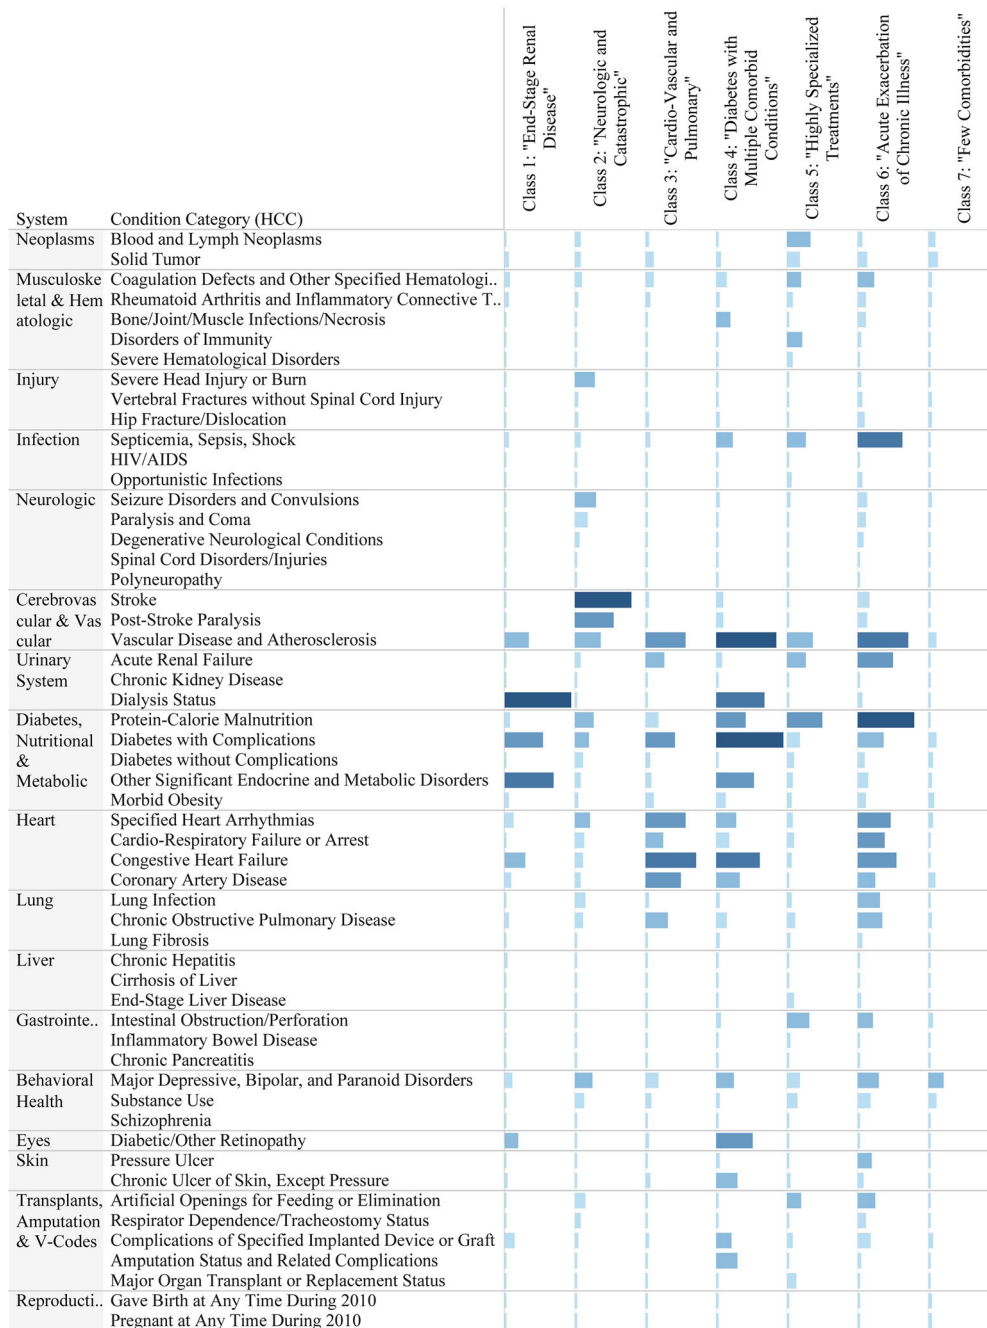 Class 1: "End-Stage Renal
Disease"
Class 2: "Neurologic and
Catastrophic"
Class 3: "Cardio-Vascular and
Pulmonary"
Class 4: "Diabetes with
Multiple Comorbid
Conditions"
Class 5: "Highly Specialized
Treatments"
Class 6: "Acute Exacerbation
of Chronic Illness"
Class 7: "Few Comorbidities"
System Condition Category (HCC)
Neoplasms Blood and Lymph Neoplasms
Solid Tumor
Musculoske Coagulation Defects and Other Specified Hematologi..
letal & Hem Rheumatoid Arthritis and Inflammatory Connective T..
atologic Bone/Joint/Muscle Infections/Necrosis
Disorders of Immunity
Severe Hematological Disorders
Injury Severe Head Injury or Burn
Vertebral Fractures without Spinal Cord Injury
Hip Fracture/Dislocation
Infection Septicemia, Sepsis, Shock
HIV/AIDS
Opportunistic Infections
Neurologic Seizure Disorders and Convulsions
Paralysis and Coma
Degenerative Neurological Conditions
Spinal Cord Disorders/Injuries
Polyneuropathy
Cerebrovas Stroke
cular & Vas Post-Stroke Paralysis
cular Vascular Disease and Atherosclerosis
Urinary Acute Renal Failure
System Chronic Kidney Disease
Dialysis Status
Diabetes, Protein-Calorie Malnutrition
Nutritional Diabetes with Complications
& Diabetes without Complications
Metabolic Other Significant Endocrine and Metabolic Disorders
Morbid Obesity
Heart Specified Heart Arrhythmias
Cardio-Respiratory Failure or Arrest
Congestive Heart Failure
Coronary Artery Disease
Lung Lung Infection
Chronic Obstructive Pulmonary Disease
Lung Fibrosis
Liver Chronic Hepatitis
Cirrhosis of Liver
End-Stage Liver Disease
Gastrointe.. Intestinal Obstruction/Perforation
Inflammatory Bowel Disease
Chronic Pancreatitis
Behavioral Major Depressive, Bipolar, and Paranoid Disorders
Health Substance Use
Schizophrenia
Eyes Diabetic/Other Retinopathy
Skin Pressure Ulcer
Chronic Ulcer of Skin, Except Pressure
Transplants, Artificial Openings for Feeding or Elimination
Amputation Respirator Dependence/Tracheostomy Status
& V-Codes Complications of Specified Implanted Device or Graft
Amputation Status and Related Complications
Major Organ Transplant or Replacement Status
Reproducti.. Gave Birth at Any Time During 2010
Pregnant at Any Time During 2010